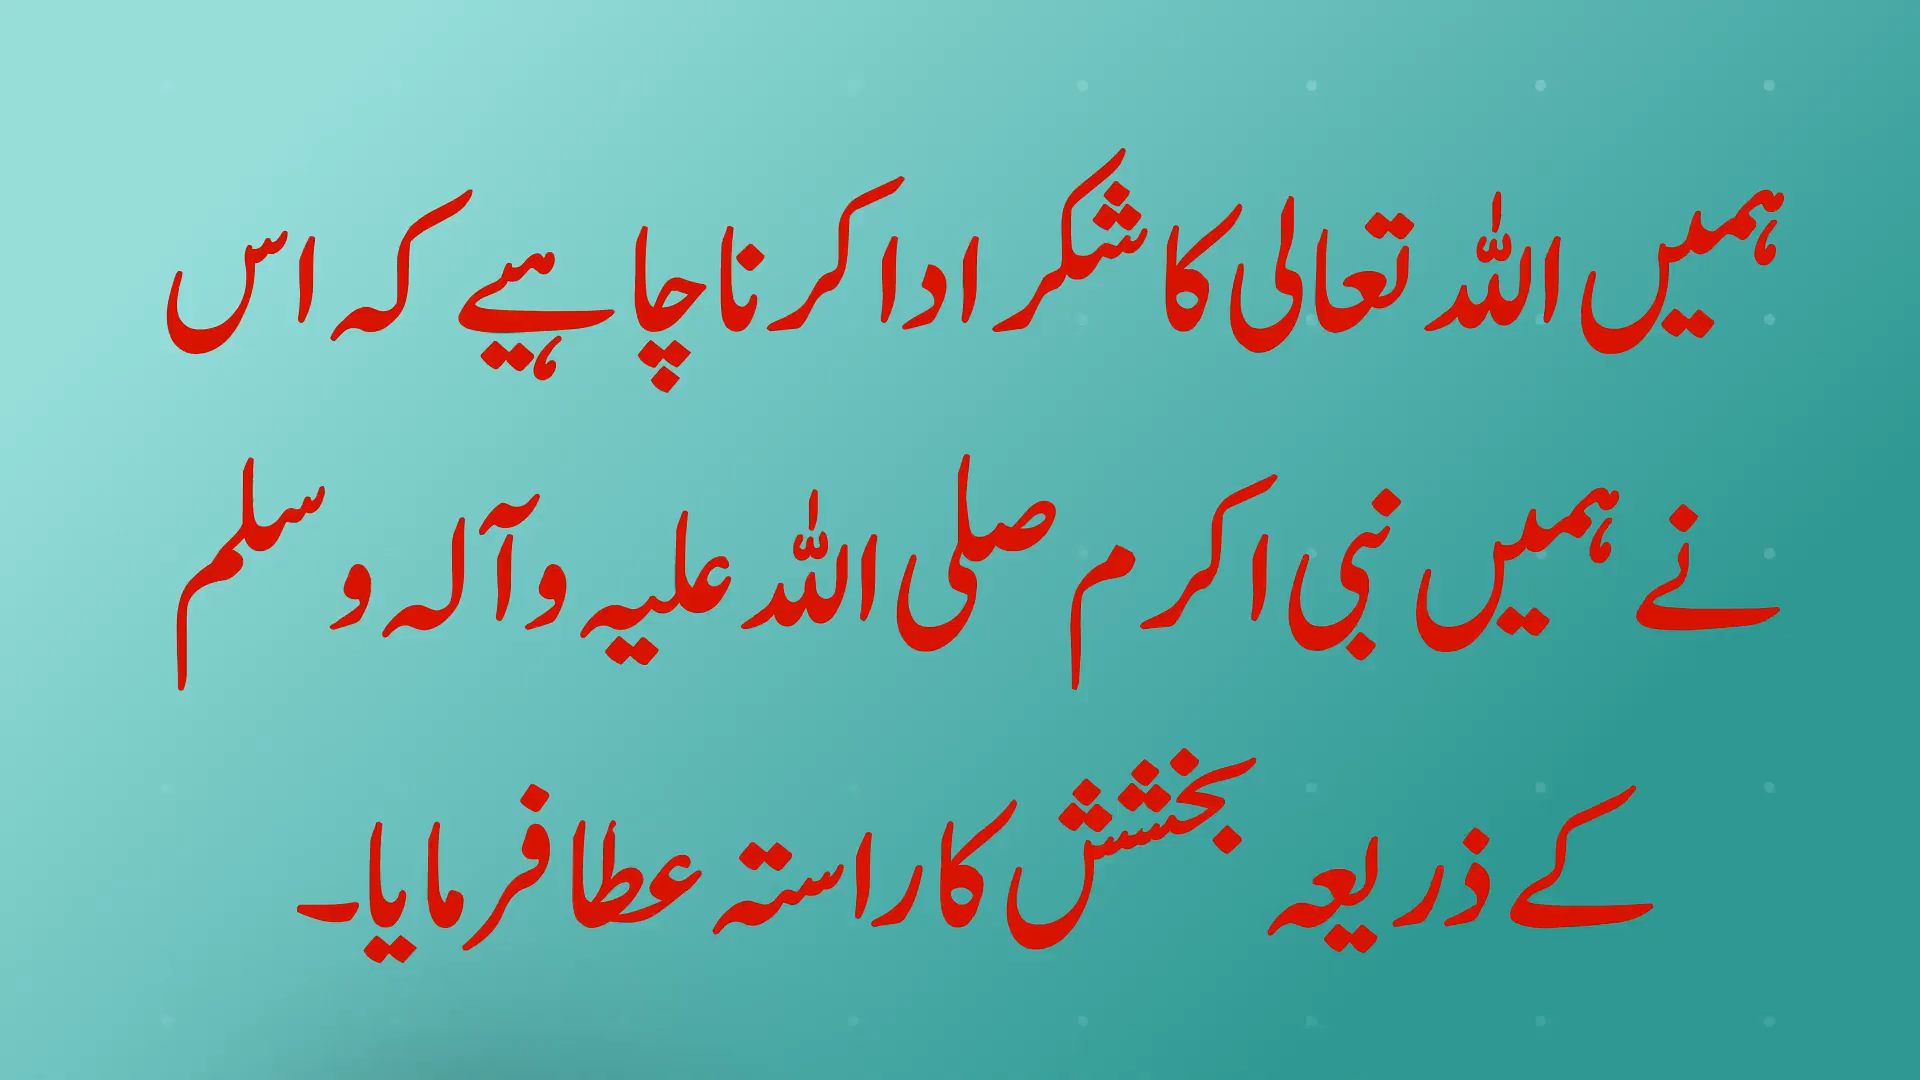 ہمیں اللہ تعالی کا شکر ادا کرنا چاہیے کہ اس
نے ہمیں نبی اکرم صلی اللہ علیہ وآلہ وسلم
کے ذریعہ بخشش کا راستہ عطا فرمایا۔